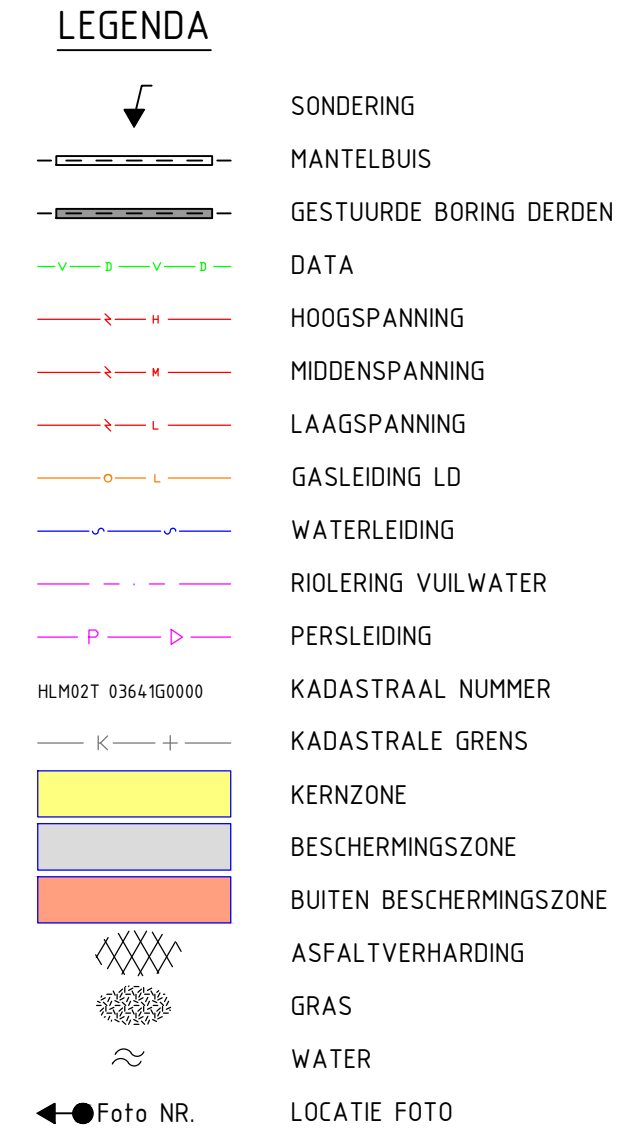 LEGENDA
SONDERING
MANTELBUIS
GESTUURDE BORING DERDEN
V D V D DATA
H HOOGSPANNING
M MIDDENSPANNING
L LAAGSPANNING
L GASLEIDING LD
WATERLEIDING
RIOLERING VUILWATER
P PERSLEIDING
HLM02T 03641G0000 KADASTRAAL NUMMER
K KADASTRALE GRENS
KERNZONE
BESCHERMINGSZONE
BUITEN BESCHERMINGSZONE
ASFALTVERHARDING
GRAS
WATER
Foto NR. LOCATIE FOTO